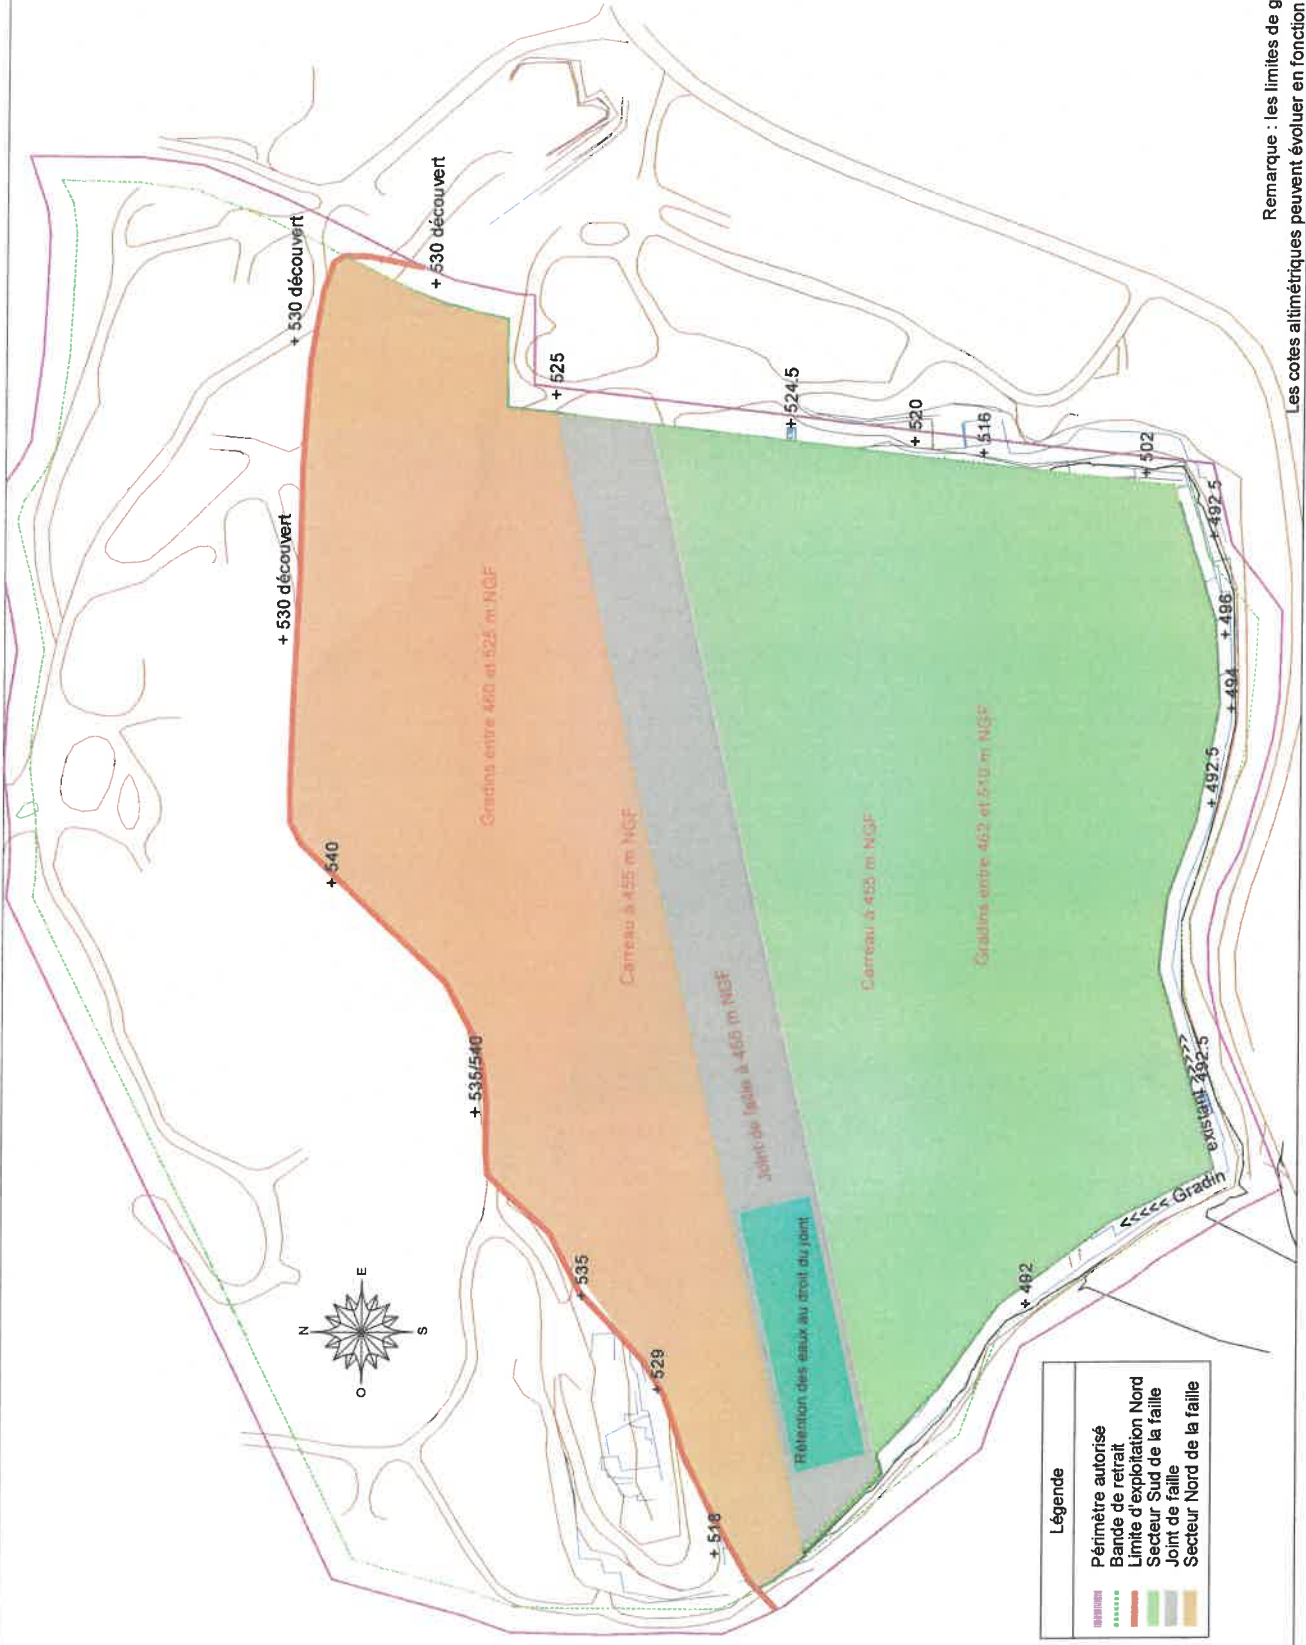 Remarque : les limites de g
Les cotes altimétriques peuvent évoluer en fonction
+ 530 découvert
+ 530 découvert
+ 530 découvert
+ 525
+ 524.5
+ 520
+ 516
+ 502
+ 492.5
+ 496
+ 494
+ 492.5
+ 540
+ 535/540
+ 535
+ 529
+ 518
+ 492
Gradins entre 460 et 525 m NGF
Carreau à 455 m NGF
Joint de faille à 455 m NGF
Carreau à 455 m NGF
Gradins entre 462 et 510 m NGF
Rétention des eaux au droit du joint
<<<<< Gradin
existant >>>>>
492.5
N
E
S
O
Légende
Périmètre autorisé
Bande de retrait
Limite d'exploitation Nord
Secteur Sud de la faille
Joint de faille
Secteur Nord de la faille